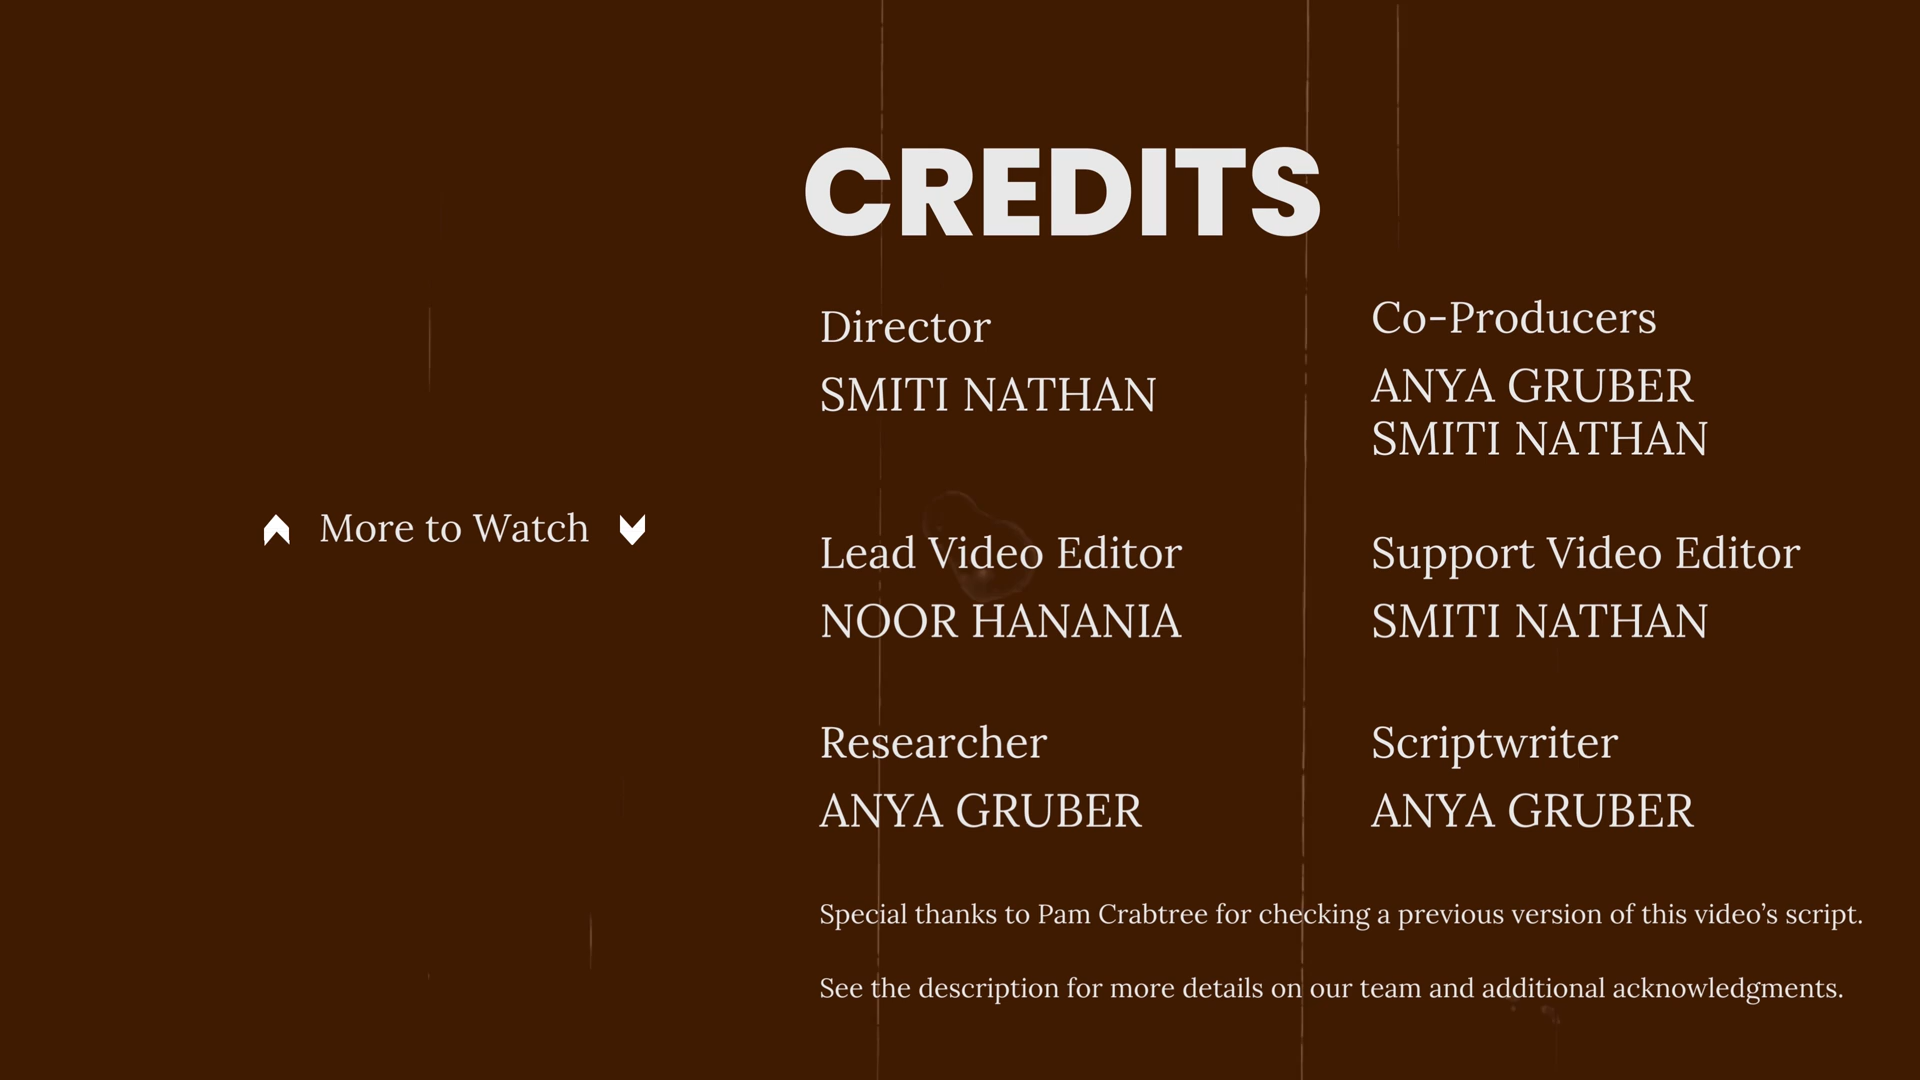 CREDITS
Director
SMITI NATHAN
Co-Producers
ANYA GRUBER
SMITI NATHAN
More to Watch
Lead Video Editor
NOOR HANANIA
Support Video Editor
SMITI NATHAN
Researcher
ANYA GRUBER
Scriptwriter
ANYA GRUBER
Special thanks to Pam Crabtree for checking a previous version of this video’s script.
See the description for more details on our team and additional acknowledgments.